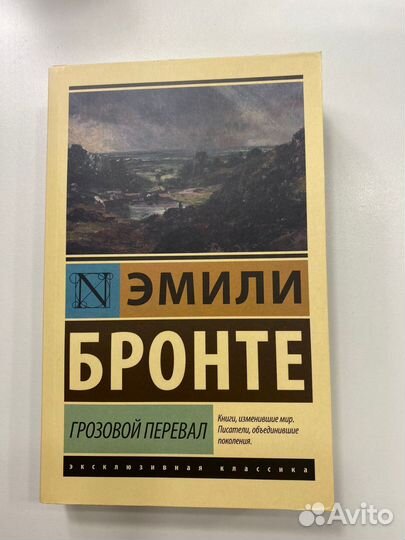 N
ЭМИЛИ
БРОНТЕ
ГРОЗОВОЙ ПЕРЕВАЛ
Книги, изменившие мир.
Писатели, объединившие
поколения.
эксклюзивная классика
Avito